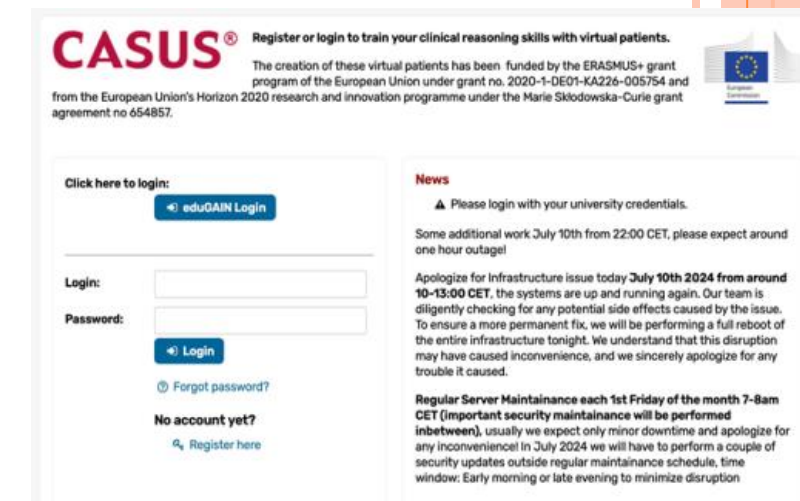 CASUS®
Register or login to train your clinical reasoning skills with virtual patients.
The creation of these virtual patients has been funded by the ERASMUS+ grant
program of the European Union under grant no. 2020-1-DE01-KA226-005754 and
from the European Union's Horizon 2020 research and innovation programme under the Marie Skłodowska-Curie grant
agreement no 654857.
European
Commission
Click here to login:
eduGAIN Login
Login:
Password:
Login
Forgot password?
No account yet?
Register here
News
Please login with your university credentials.
Some additional work July 10th from 22:00 CET, please expect around
one hour outage!
Apologize for Infrastructure issue today July 10th 2024 from around
10-13:00 CET, the systems are up and running again. Our team is
diligently checking for any potential side effects caused by the issue.
To ensure a more permanent fix, we will be performing a full reboot of
the entire infrastructure tonight. We understand that this disruption
may have caused inconvenience, and we sincerely apologize for any
trouble it caused.
Regular Server Maintainance each 1st Friday of the month 7-8am
CET (important security maintainance will be performed
inbetween), usually we expect only minor downtime and apologize for
any inconvenience! In July 2024 we will have to perform a couple of
security updates outside regular maintainance schedule, time
window: Early morning or late evening to minimize disruption